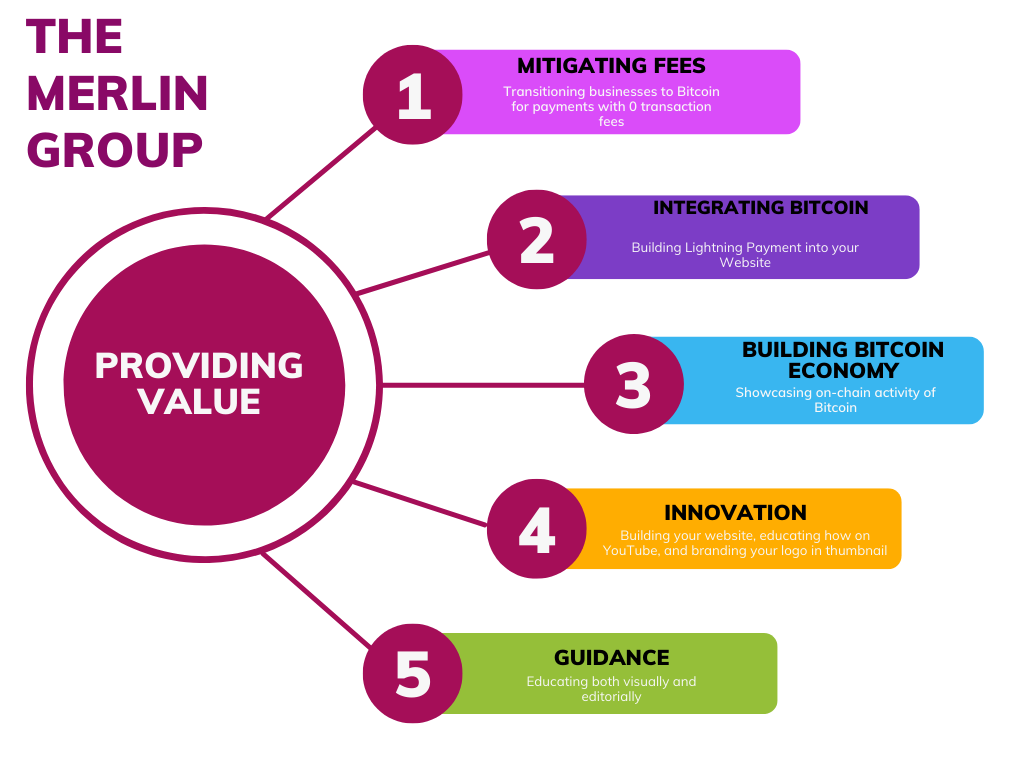 THE
MERLIN
GROUP
PROVIDING
VALUE
1
MITIGATING FEES
Transitioning businesses to Bitcoin
for payments with 0 transaction
fees
2
INTEGRATING BITCOIN
Building Lightning Payment into your
Website
3
BUILDING BITCOIN
ECONOMY
Showcasing on-chain activity of
Bitcoin
4
INNOVATION
Building your website, educating how on
YouTube, and branding your logo in thumbnail
5
GUIDANCE
Educating both visually and
editorially